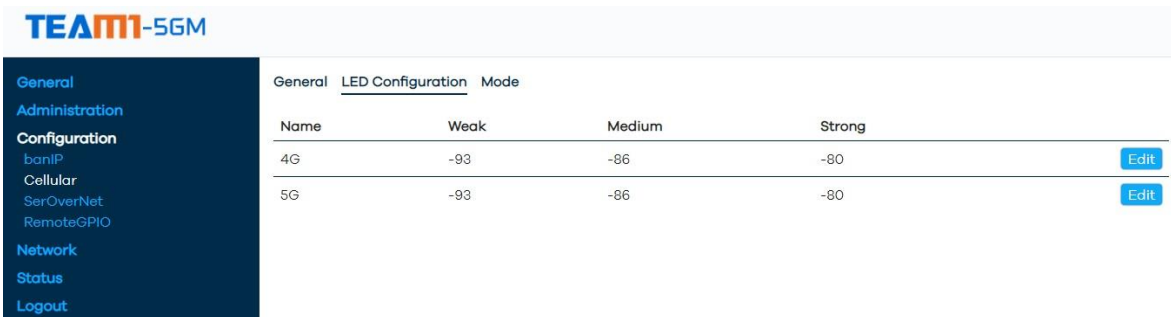 TEAM1-5GM
General
Administration
Configuration
banIP
Cellular
SerOverNet
RemoteGPIO
Network
Status
Logout
General LED Configuration Mode
Name Weak Medium Strong
4G -93 -86 -80 Edit
5G -93 -86 -80 Edit